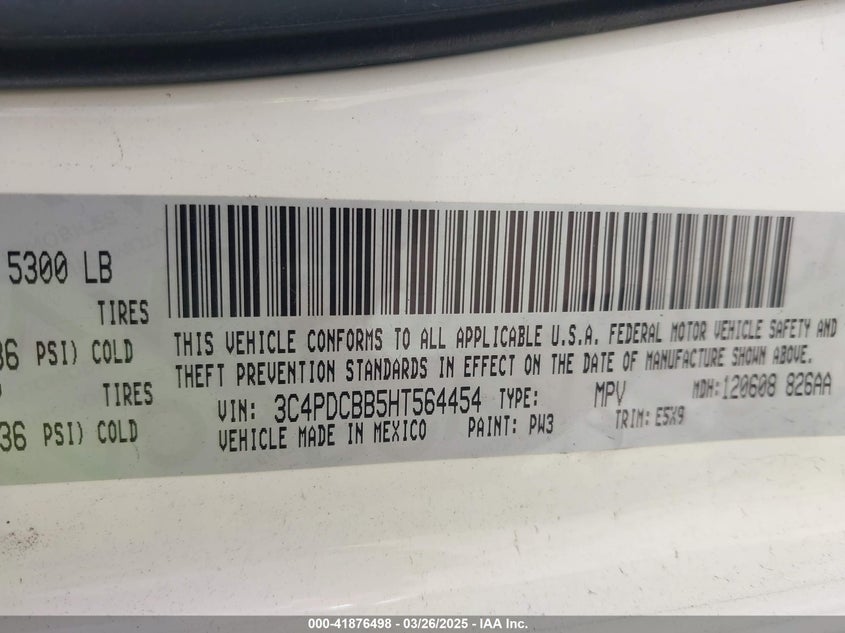 5300 LB
TIRES
36 PSI) COLD
TIRES
36 PSI) COLD
THIS VEHICLE CONFORMS TO ALL APPLICABLE U.S.A. FEDERAL MOTOR VEHICLE SAFETY AND
THEFT PREVENTION STANDARDS IN EFFECT ON THE DATE OF MANUFACTURE SHOWN ABOVE.
VIN: 3C4PDCBB5HT564454 TYPE: MPV MDH: 120608 826AA
VEHICLE MADE IN MEXICO PAINT: PW3 TRIM: E5X9
000-41876498 - 03/26/2025 - IAA Inc.